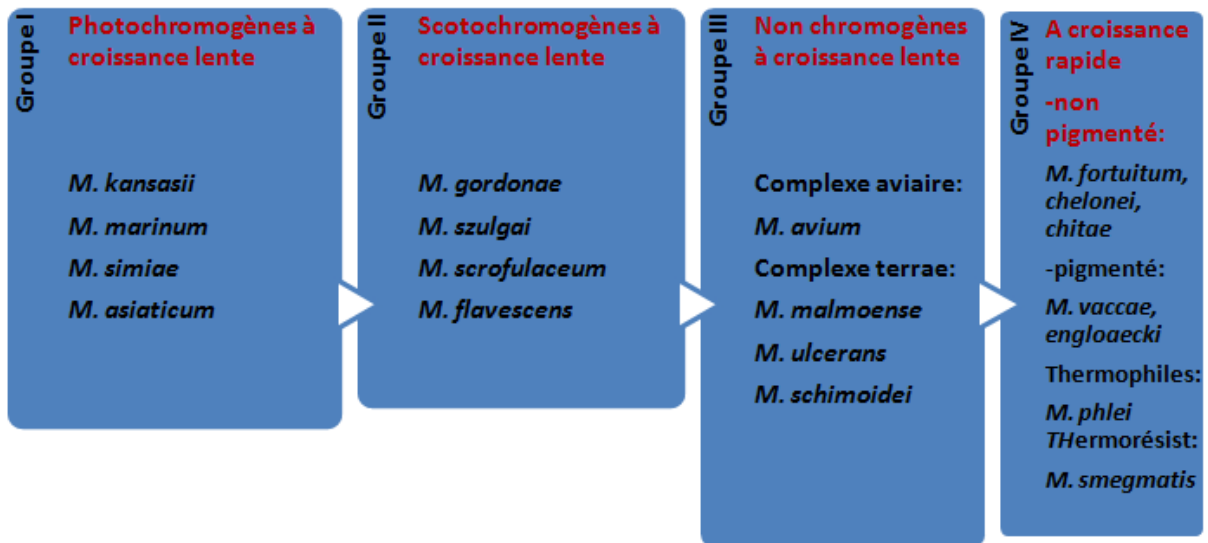 Groupe I
Photochromogènes à
croissance lente
M. kansasii
M. marinum
M. simiae
M. asiaticum
Groupe II
Scotochromogènes à
croissance lente
M. gordonae
M. szulgai
M. scrofulaceum
M. flavescens
Groupe III
Non chromogènes
à croissance lente
Complexe aviaire:
M. avium
Complexe terrae:
M. malmoense
M. ulcerans
M. schimoidei
Groupe IV
A croissance
rapide
-non
pigmenté:
M. fortuitum,
chelonei,
chitae
-pigmenté:
M. vaccae,
engloaecki
Thermophiles:
M. phlei
THermorésist:
M. smegmatis